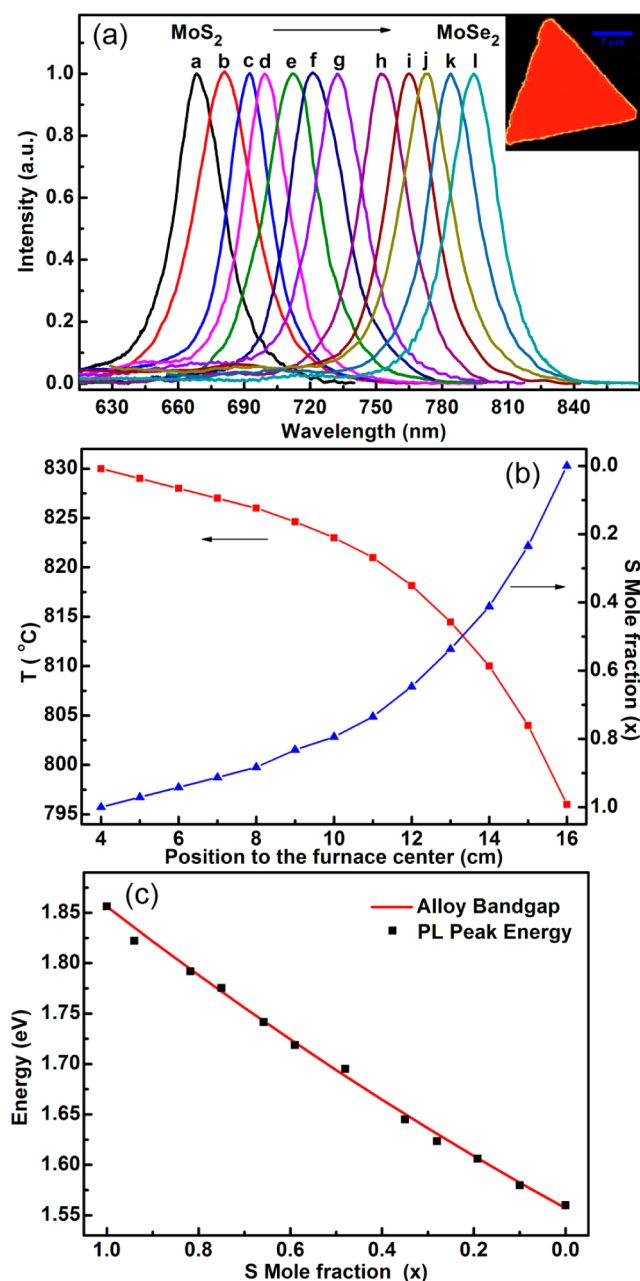 (a)
MoS2
MoSe2
7 μm
a b c d e f g h i j k l
1.0
0.8
0.6
0.4
0.2
0.0
Intensity (a.u.)
630 660 690 720 750 780 810 840
Wavelength (nm)
(b)
830
825
820
815
810
805
800
795
T ( °C)
0.0
0.2
0.4
0.6
0.8
1.0
S Mole fraction (x)
4 6 8 10 12 14 16
Position to the furnace center (cm)
(c)
Alloy Bandgap
PL Peak Energy
1.85
1.80
1.75
1.70
1.65
1.60
1.55
Energy (eV)
1.0 0.8 0.6 0.4 0.2 0.0
S Mole fraction (x)